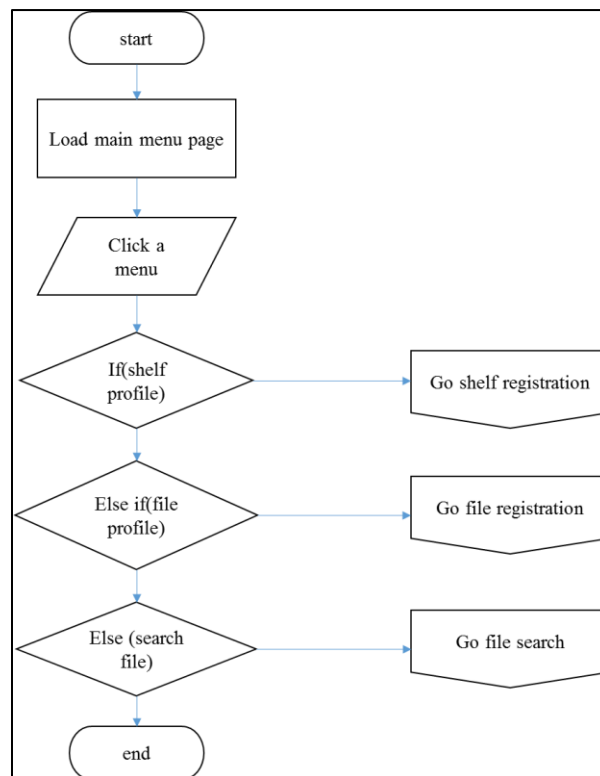 start
Load main menu page
Click a
menu
If(shelf
profile)
Go shelf registration
Else if(file
profile)
Go file registration
Else (search
file)
Go file search
end